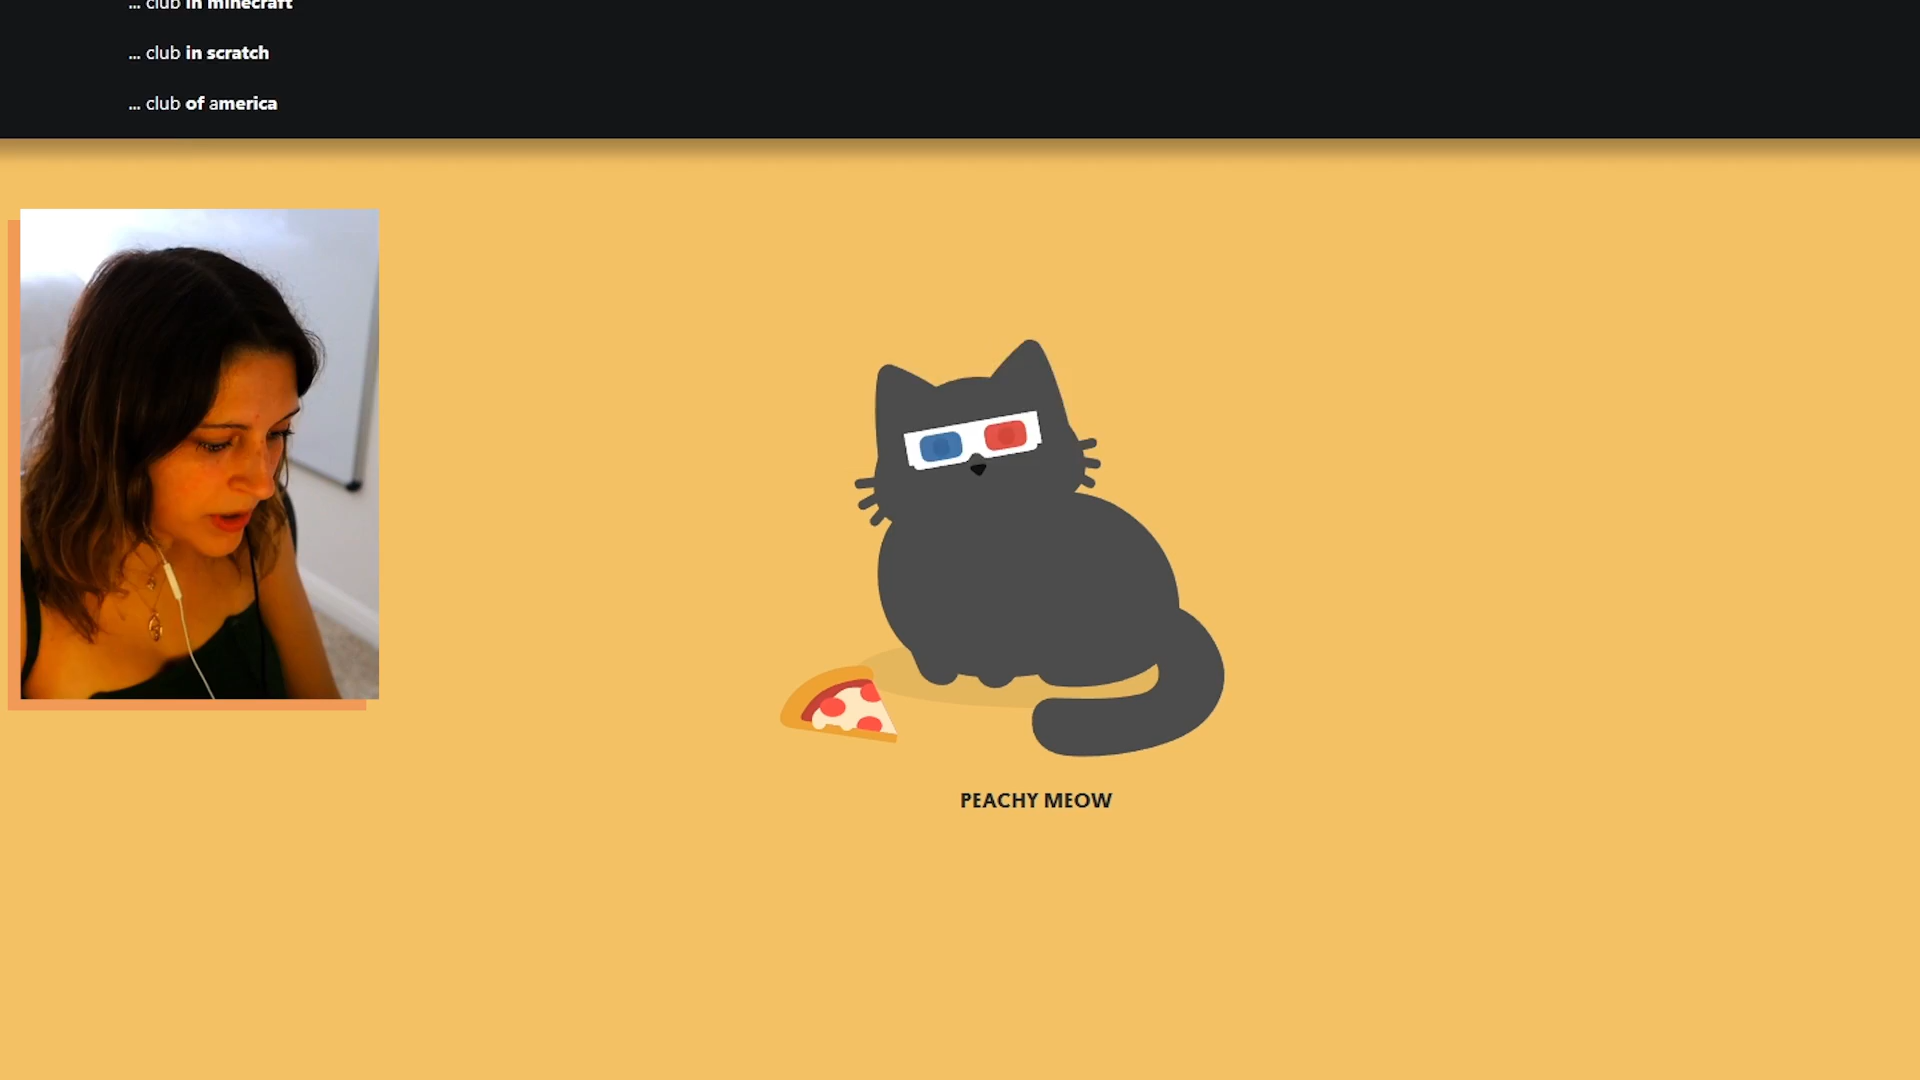 ... club in minecraft
... club in scratch
... club of america
PEACHY MEOW